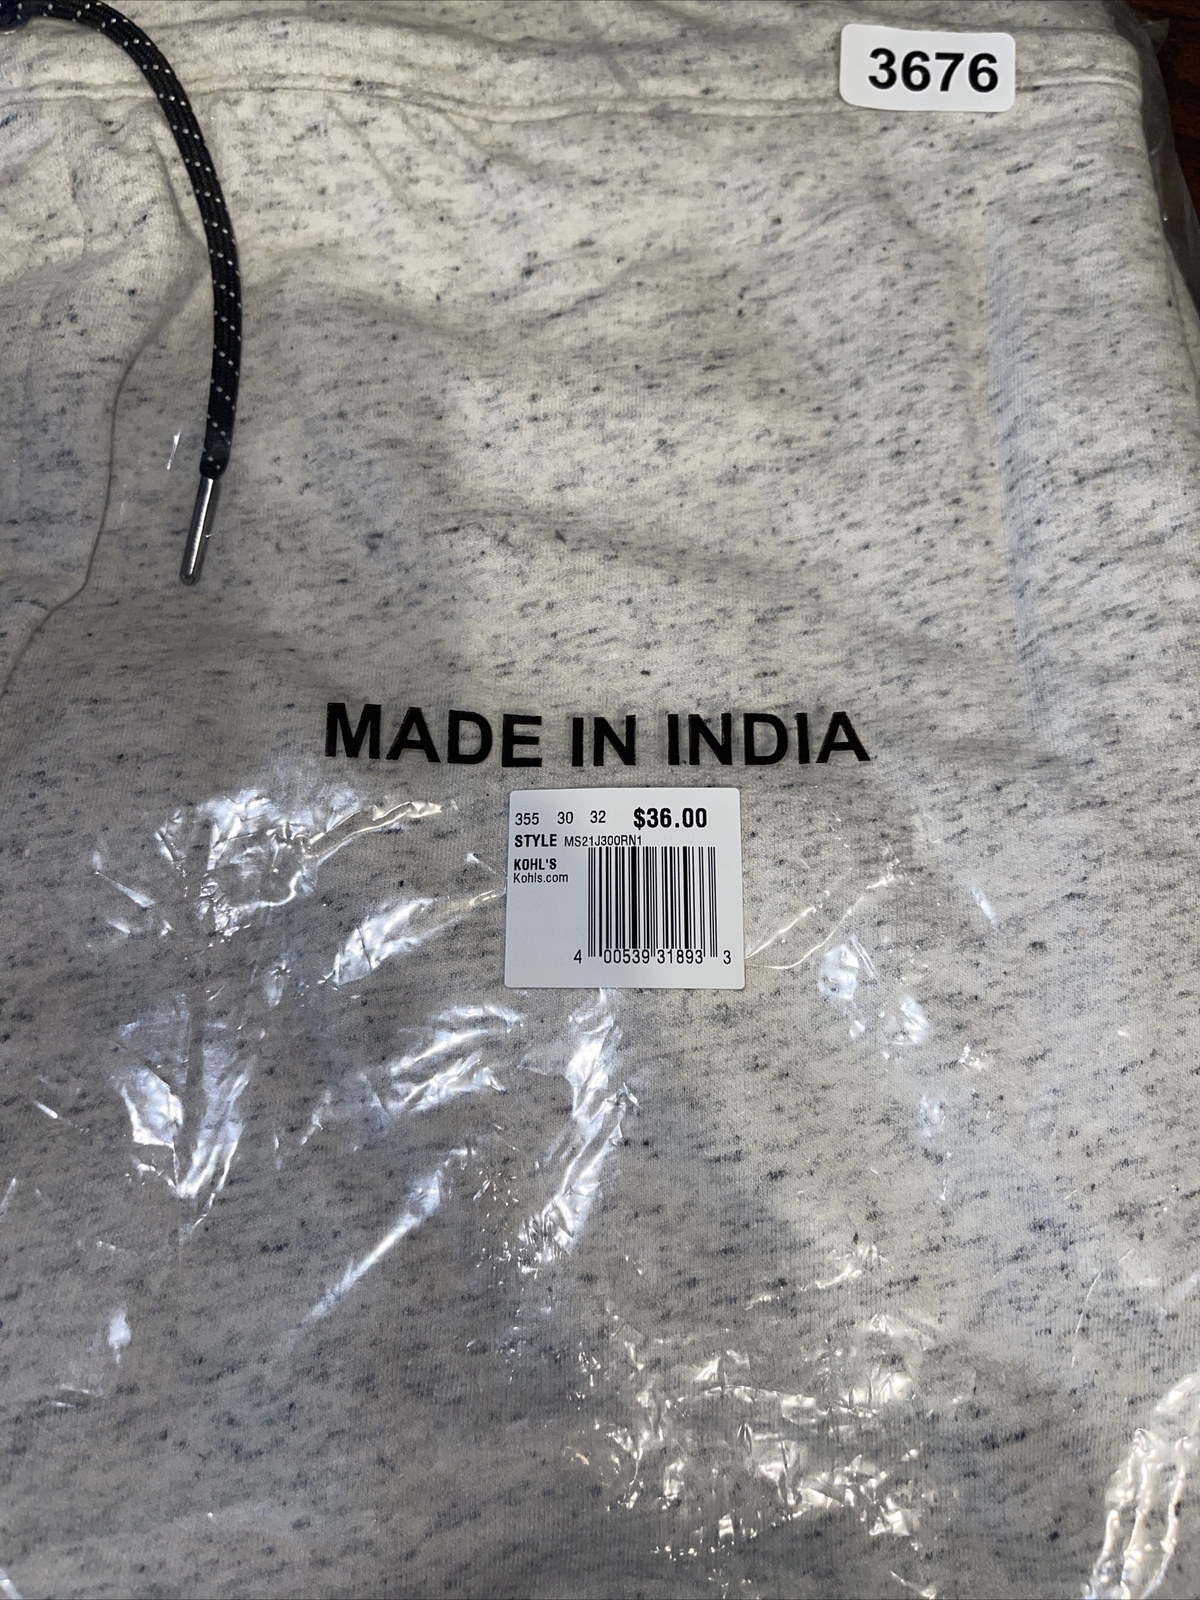 3676
MADE IN INDIA
355 30 32 $36.00
STYLE MS21J300RN1
KOHL'S
Kohls.com
4 00539 31893 3